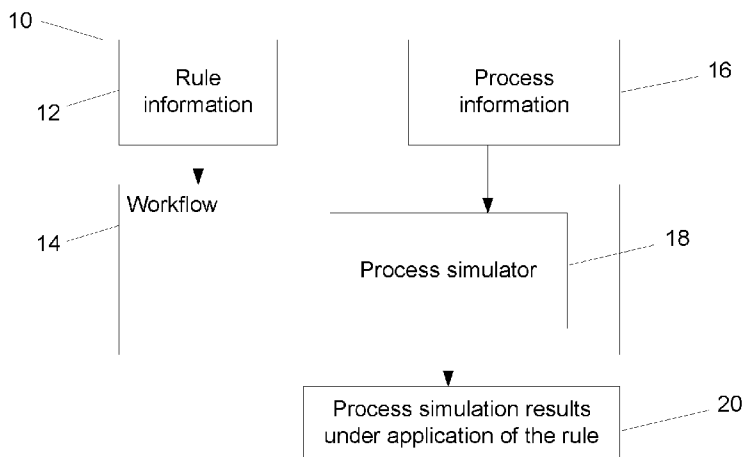 10
Rule
information
12
Process
information
16
Workflow
14
Process simulator
18
Process simulation results
under application of the rule
20